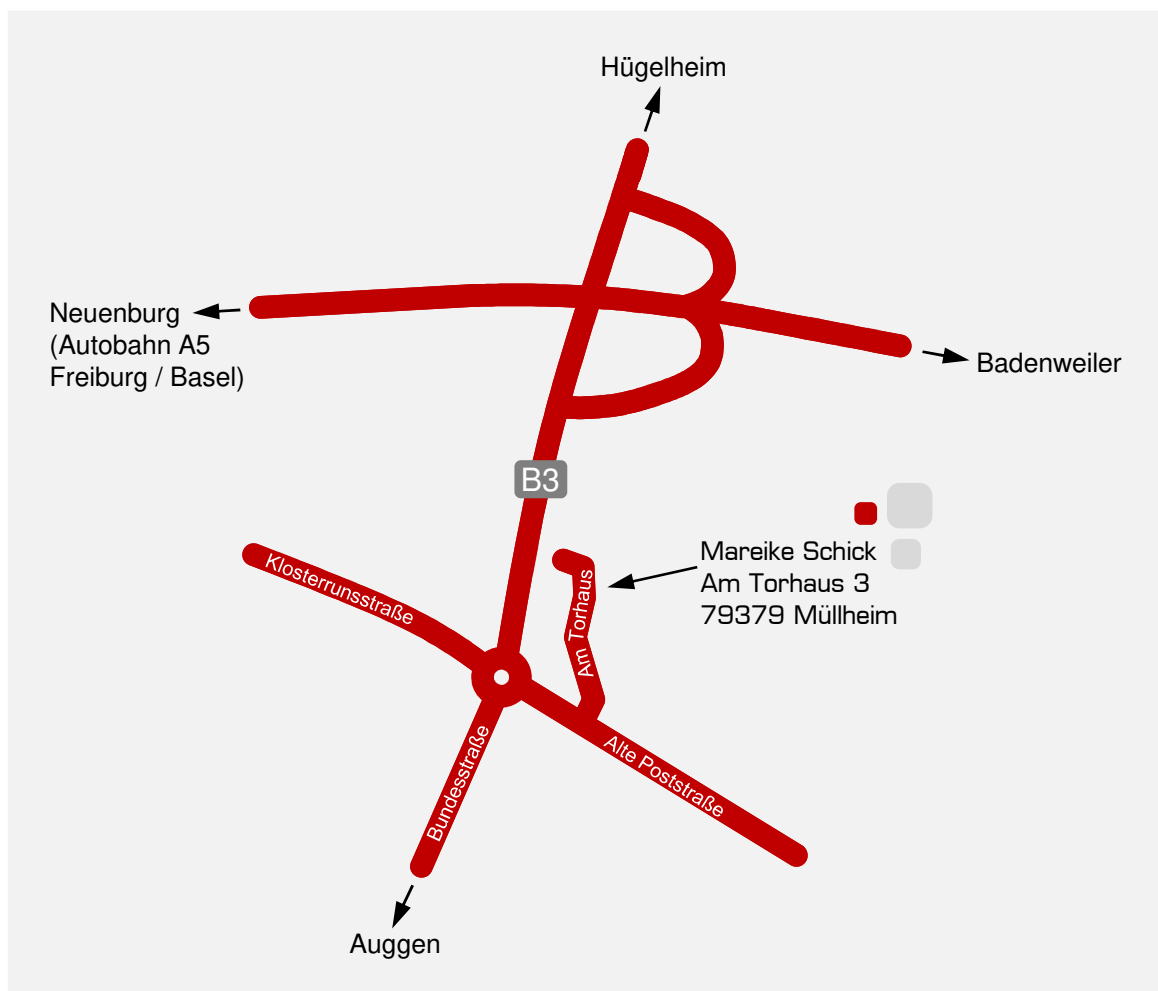 Hügelheim
Neuenburg
(Autobahn A5
Freiburg / Basel)
Badenweiler
B3
Mareike Schick
Am Torhaus 3
79379 Müllheim
Klosterrunsstraße
Am Torhaus
Bundesstraße
Alte Poststraße
Auggen